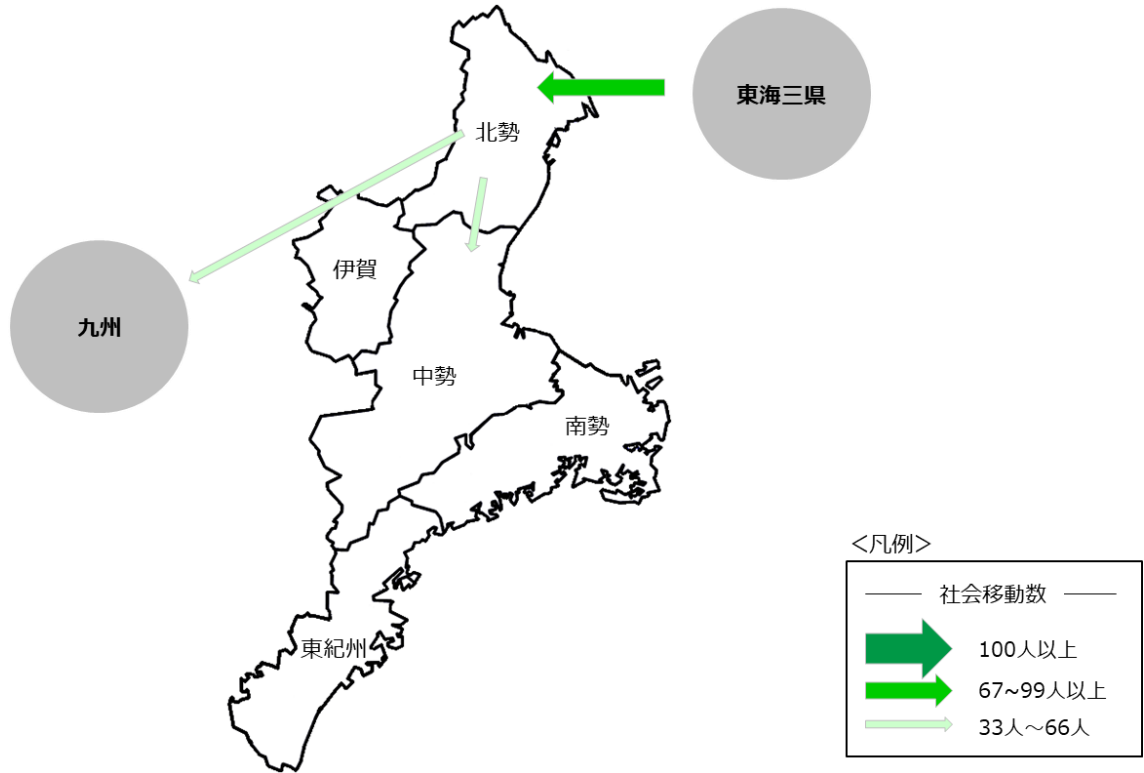 東海三県
北勢
伊賀
九州
中勢
南勢
東紀州
＜凡例＞
社会移動数
100人以上
67~99人以上
33人～66人